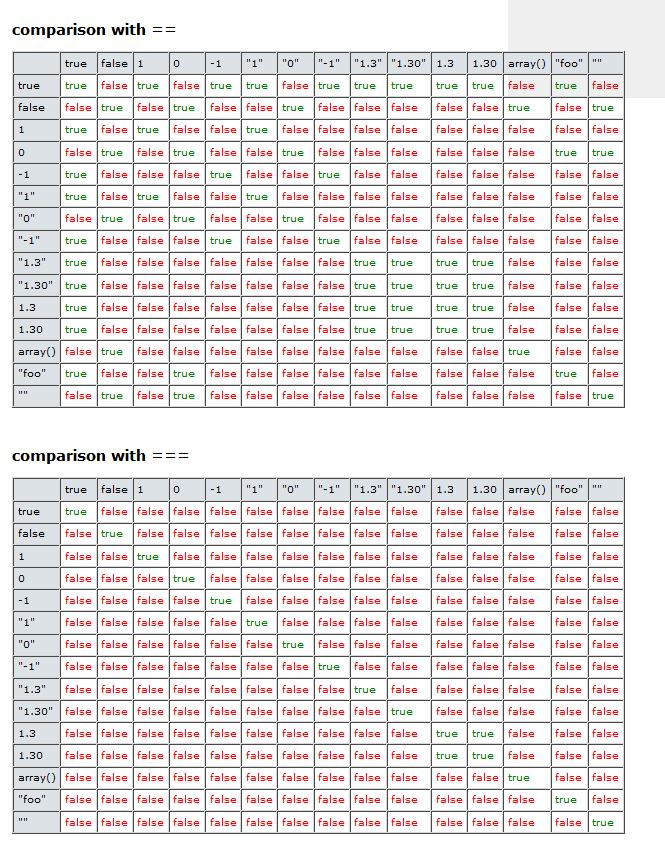 comparison with ==
true false 1 0 -1 "1" "0" "-1" "1.3" "1.30" 1.3 1.30 array() "foo" ""
true true false true false true true false true true true true true false true false
false false true false true false false true false false false false false true false true
1 true false true false false true false false false false false false false false false
0 false true false true false false true false false false false false false true true
-1 true false false false true false false true false false false false false false false
"1" true false true false false true false false false false false false false false false
"0" false true false true false false true false false false false false false false false
"-1" true false false false true false false true false false false false false false false
"1.3" true false false false false false false false true true true true false false false
"1.30" true false false false false false false false true true true true false false false
1.3 true false false false false false false false true true true true false false false
1.30 true false false false false false false false true true true true false false false
array() false true false false false false false false false false false false true false false
"foo" true false false true false false false false false false false false false true false
"" false true false true false false false false false false false false false false true
comparison with ===
true false 1 0 -1 "1" "0" "-1" "1.3" "1.30" 1.3 1.30 array() "foo" ""
true true false false false false false false false false false false false false false false
false false true false false false false false false false false false false false false false
1 false false true false false false false false false false false false false false false
0 false false false true false false false false false false false false false false false
-1 false false false false true false false false false false false false false false false
"1" false false false false false true false false false false false false false false false
"0" false false false false false false true false false false false false false false false
"-1" false false false false false false false true false false false false false false false
"1.3" false false false false false false false false true false false false false false false
"1.30" false false false false false false false false false true false false false false false
1.3 false false false false false false false false false false true true false false false
1.30 false false false false false false false false false false true true false false false
array() false false false false false false false false false false false false true false false
"foo" false false false false false false false false false false false false false true false
"" false false false false false false false false false false false false false false true